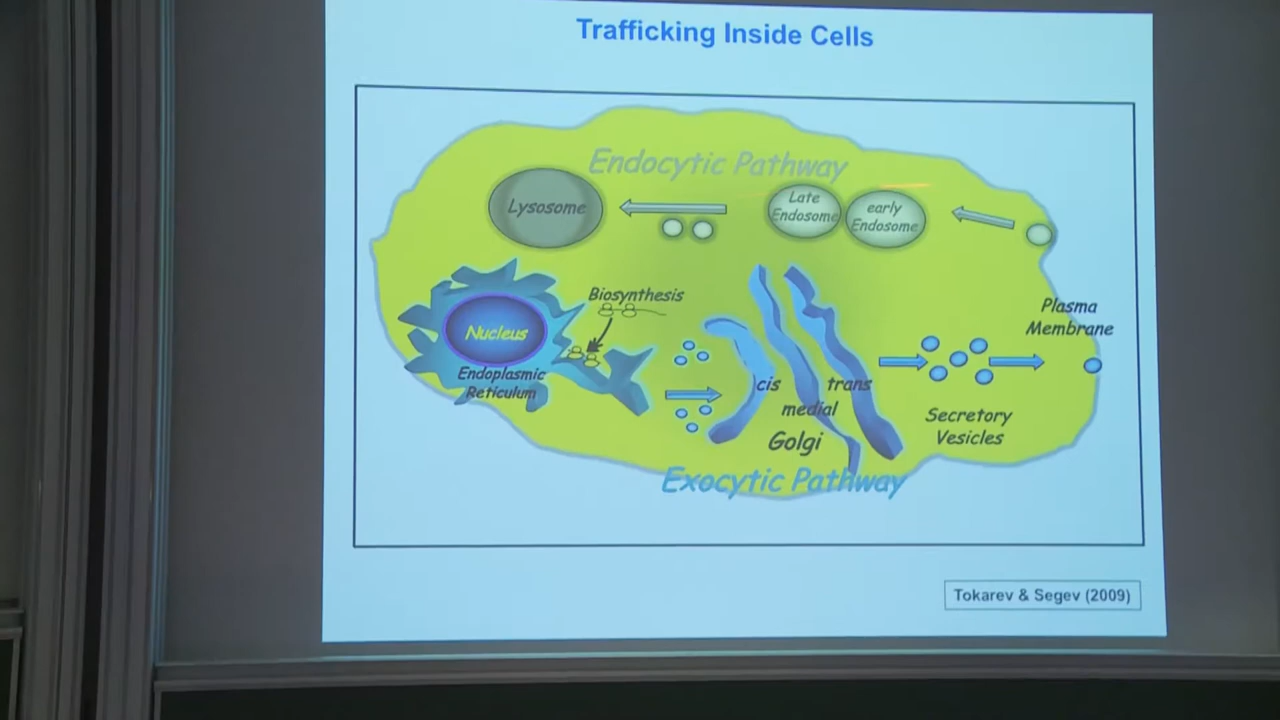 Trafficking Inside Cells
Endocytic Pathway
Lysosome
Late
Endosome
early
Endosome
Biosynthesis
Nucleus
Endoplasmic
Reticulum
Plasma
Membrane
cis
medial
trans
Golgi
Secretory
Vesicles
Exocytic Pathway
Tokarev & Segev (2009)